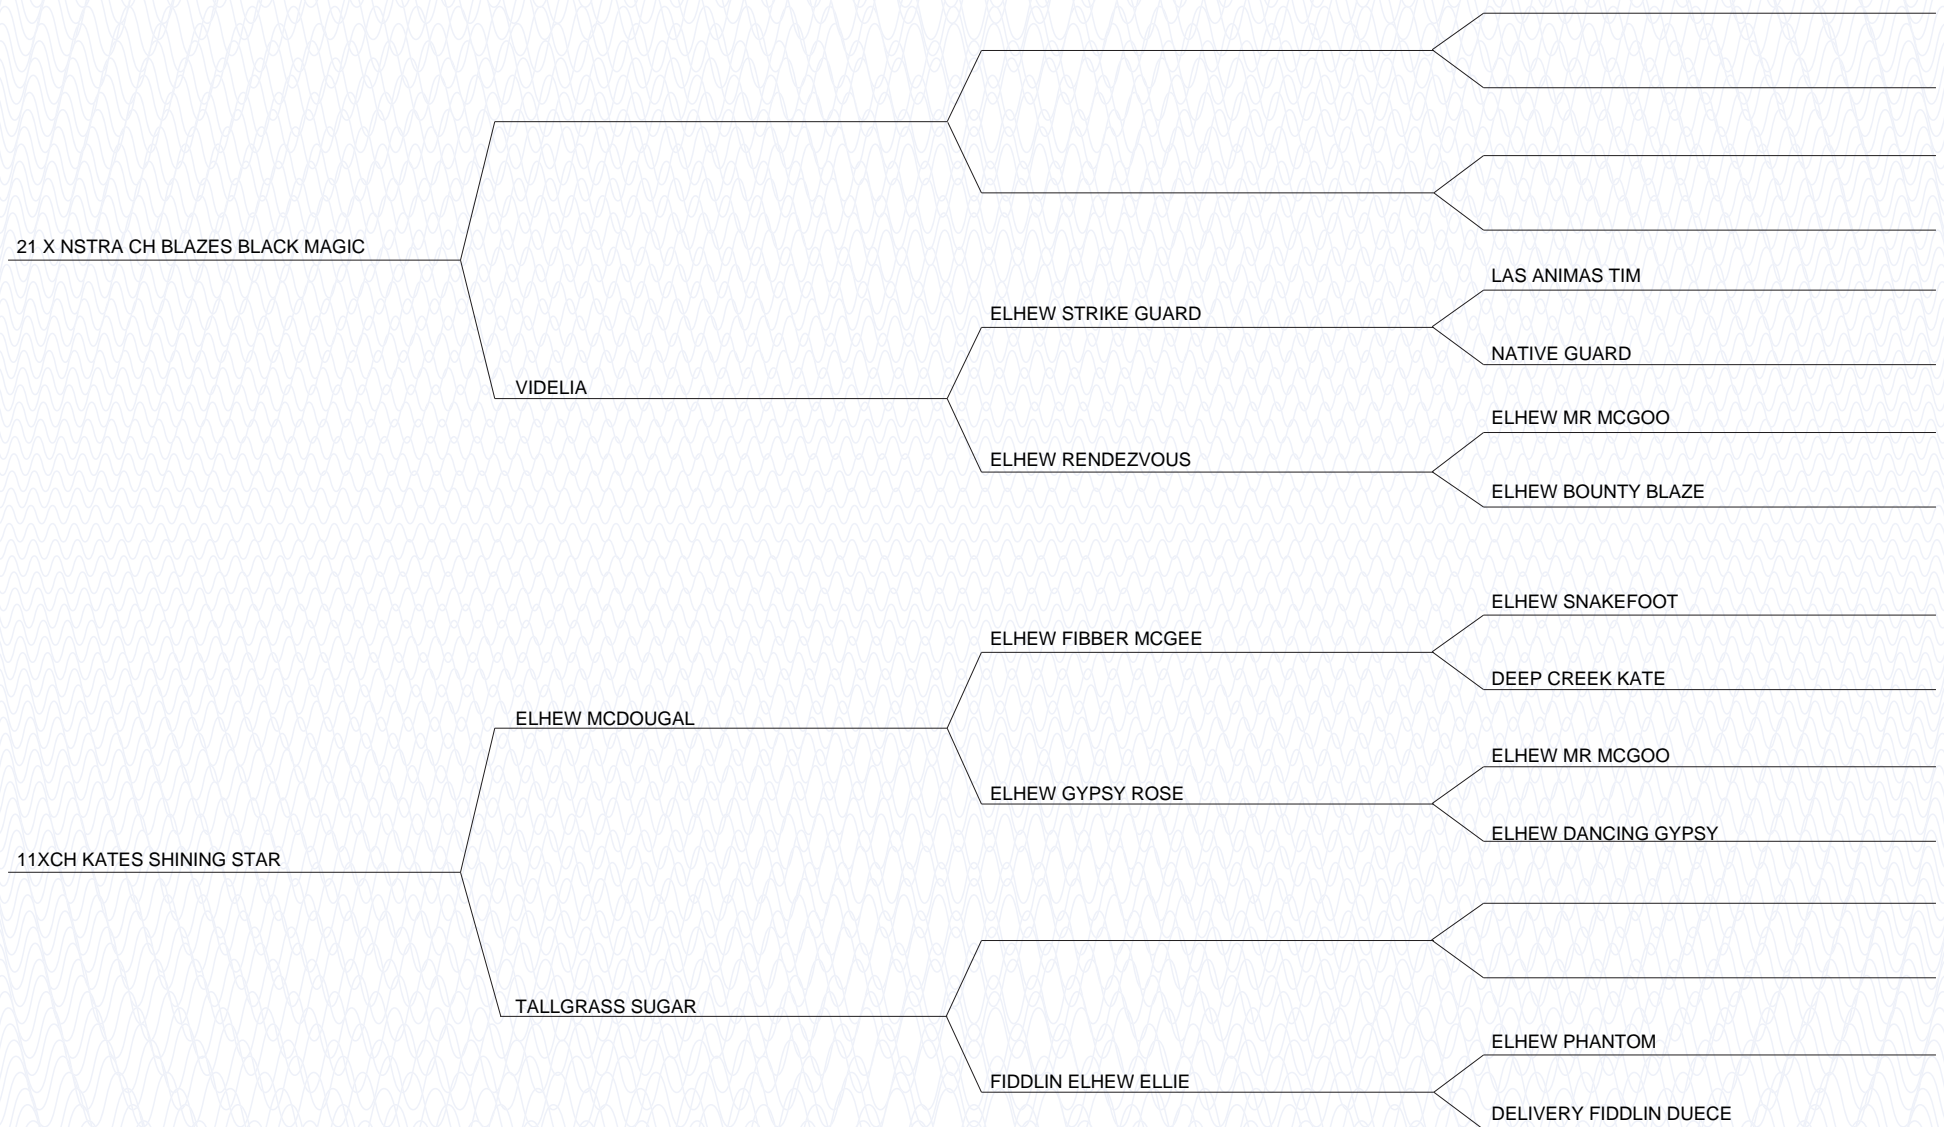 21 X NSTRA CH BLAZES BLACK MAGIC
VIDELIA
ELHEW STRIKE GUARD
LAS ANIMAS TIM
NATIVE GUARD
ELHEW RENDEZVOUS
ELHEW MR MCGOO
ELHEW BOUNTY BLAZE
11XCH KATES SHINING STAR
ELHEW MCDOUGAL
ELHEW FIBBER MCGEE
ELHEW SNAKEFOOT
DEEP CREEK KATE
ELHEW GYPSY ROSE
ELHEW MR MCGOO
ELHEW DANCING GYPSY
TALLGRASS SUGAR
FIDDLIN ELHEW ELLIE
ELHEW PHANTOM
DELIVERY FIDDLIN DUECE